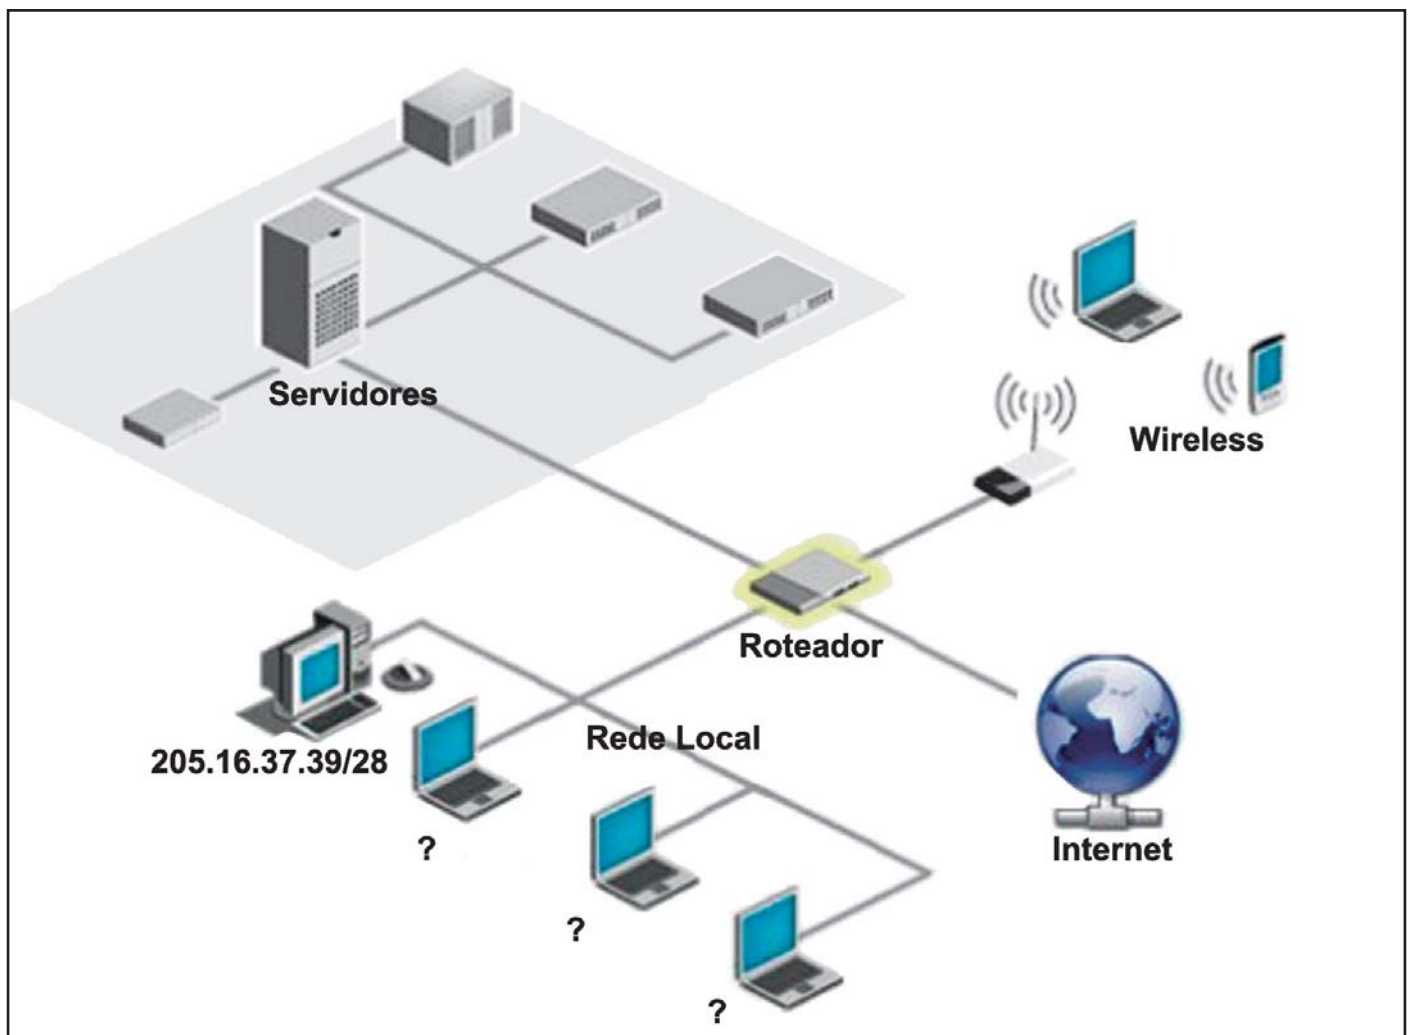 Servidores
Wireless
Roteador
Rede Local
205.16.37.39/28
?
Internet
?
?